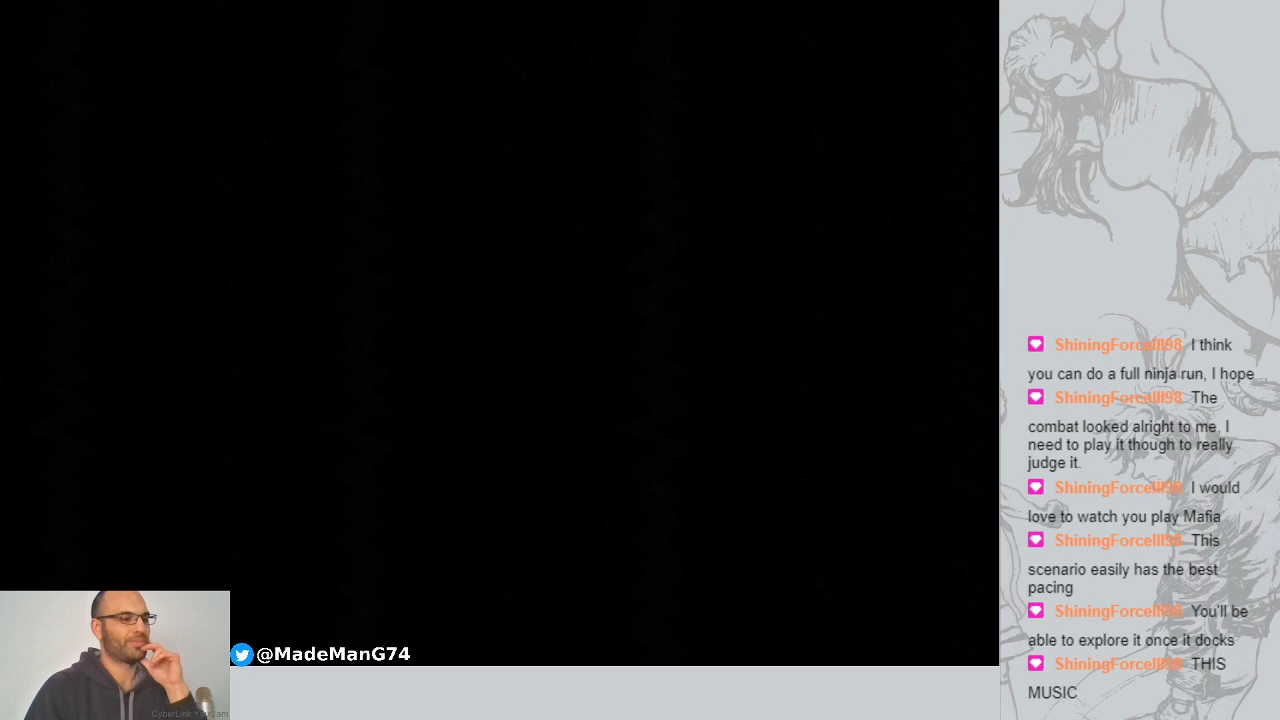 ShiningForceIII98 I think
you can do a full ninja run, I hope
ShiningForceIII98 The
combat looked alright to me, I
need to play it though to really
judge it.
ShiningForceIII98 I would
love to watch you play Mafia
ShiningForceIII98 This
scenario easily has the best
pacing
ShiningForceIII98 You'll be
able to explore it once it docks
ShiningForceIII98 THIS
MUSIC
@MadeManG74
CyberLink YouCam